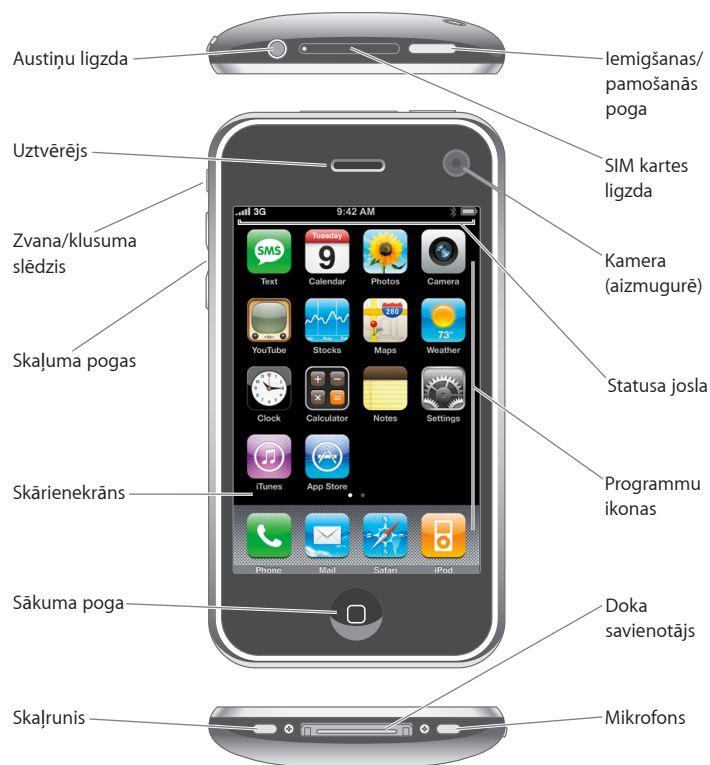 Austiņu ligzda
Iemigšanas/
pamošanās
poga
Uztvērējs
SIM kartes
ligzda
Zvana/klusuma
slēdzis
Kamera
(aizmugurē)
Skaļuma pogas
Statusa josla
Skārienekrāns
Programmu
ikonas
Sākuma poga
Doka
savienotājs
Skaļrunis
Mikrofons
3G 9:42 AM
SMS
Tuesday
9
280
73°
Text Calendar Photos Camera
YouTube Stocks Maps Weather
Clock Calculator Notes Settings
iTunes App Store
Phone Mail Safari iPod